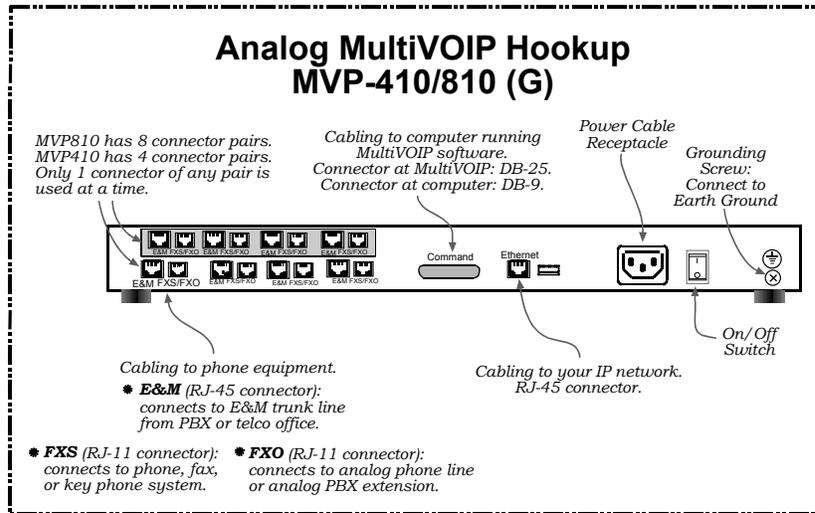 Analog MultiVOIP Hookup
MVP-410/810 (G)
MVP810 has 8 connector pairs.
MVP410 has 4 connector pairs.
Only 1 connector of any pair is
used at a time.
Cabling to computer running
MultiVOIP software.
Connector at MultiVOIP: DB-25.
Connector at computer: DB-9.
Power Cable
Receptacle
Grounding
Screw:
Connect to
Earth Ground
E&M FXS/FXO
E&M FXS/FXO
E&M FXS/FXO
E&M FXS/FXO
Command
Ethernet
E&M FXS/FXO
E&M FXS/FXO
E&M FXS/FXO
E&M FXS/FXO
On/Off
Switch
Cabling to phone equipment.
E&M (RJ-45 connector):
connects to E&M trunk line
from PBX or telco office.
Cabling to your IP network.
RJ-45 connector.
FXS (RJ-11 connector):
connects to phone, fax,
or key phone system.
FXO (RJ-11 connector):
connects to analog phone line
or analog PBX extension.